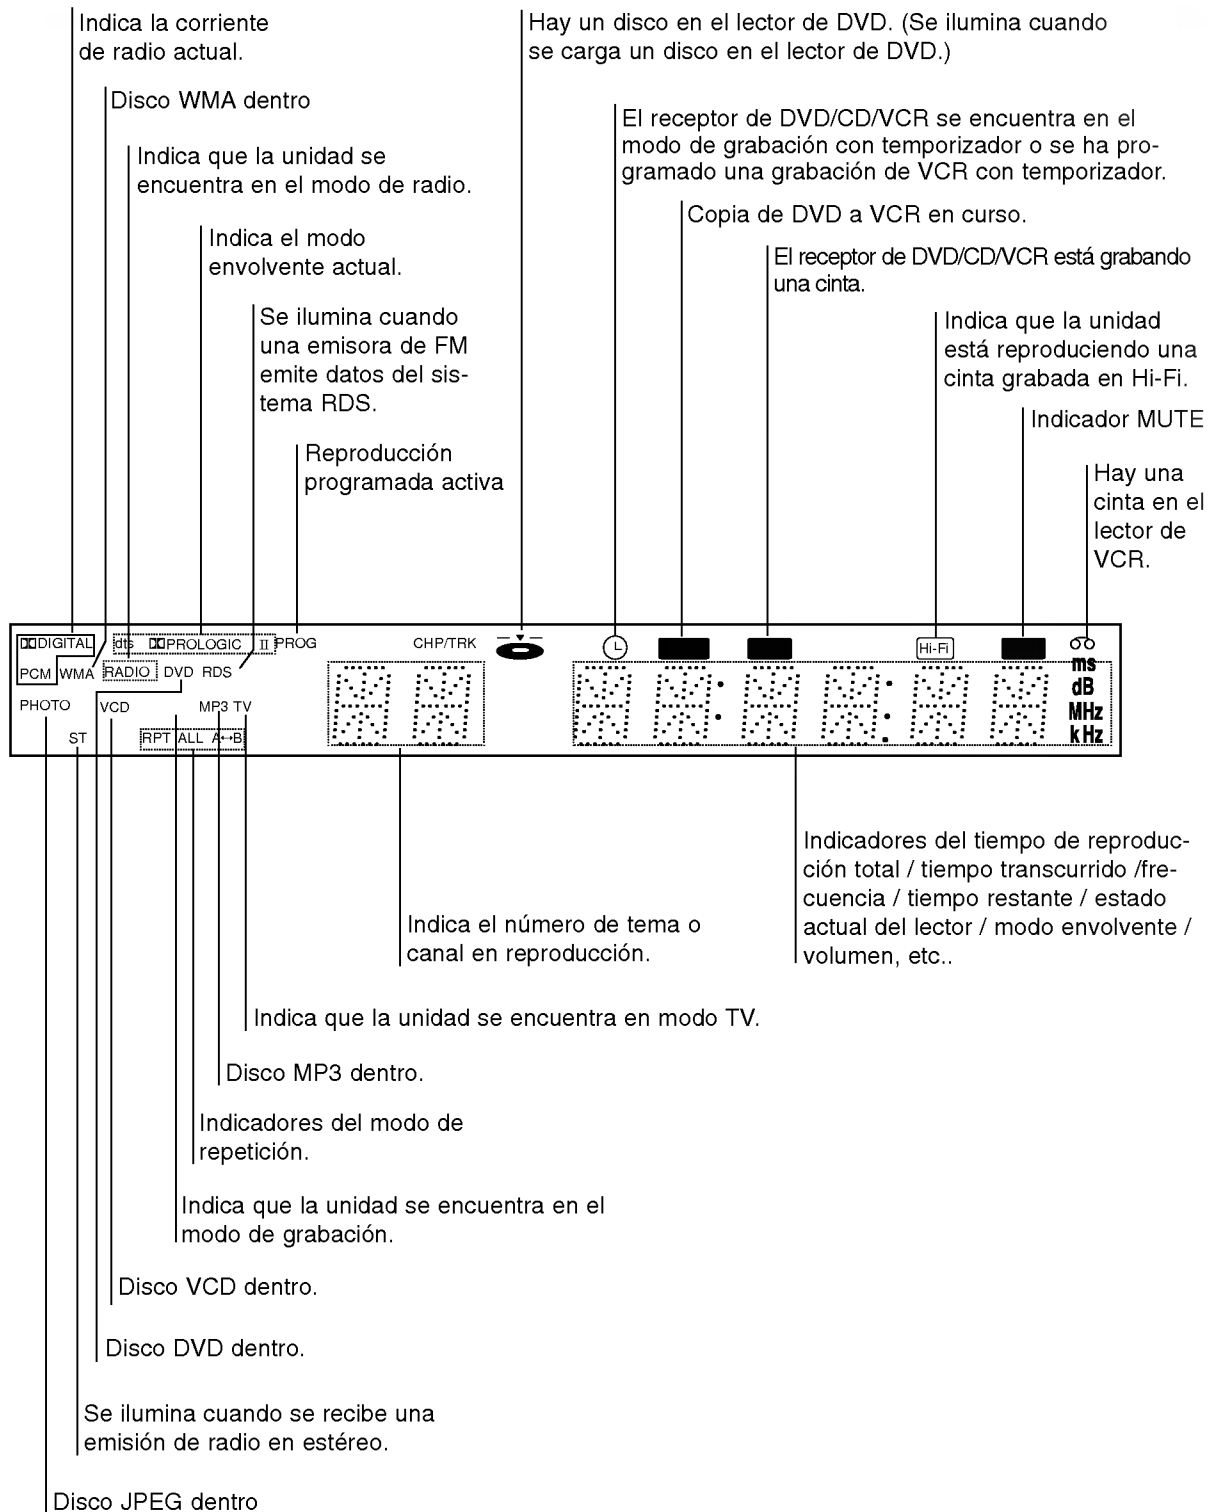 Indica la corriente
de radio actual.
Disco WMA dentro
Indica que la unidad se
encuentra en el modo de radio.
Indica el modo
envolvente actual.
Se ilumina cuando
una emisora de FM
emite datos del sis-
tema RDS.
Reproducción
programada activa
Hay un disco en el lector de DVD. (Se ilumina cuando
se carga un disco en el lector de DVD.)
El receptor de DVD/CD/VCR se encuentra en el
modo de grabación con temporizador o se ha pro-
gramado una grabación de VCR con temporizador.
Copia de DVD a VCR en curso.
El receptor de DVD/CD/VCR está grabando
una cinta.
Indica que la unidad
está reproduciendo una
cinta grabada en Hi-Fi.
Indicador MUTE
Hay una
cinta en el
lector de
VCR.
DIGITAL dts PROLOGIC II PROG CHP/TRK Hi-Fi
PCM WMA RADIO DVD RDS ms
dB
PHOTO VCD MP3 TV MHz
ST RPT ALL A↔B kHz
Indicadores del tiempo de reproduc-
ción total / tiempo transcurrido /fre-
cuencia / tiempo restante / estado
actual del lector / modo envolvente /
volumen, etc..
Indica el número de tema o
canal en reproducción.
Indica que la unidad se encuentra en modo TV.
Disco MP3 dentro.
Indicadores del modo de
repetición.
Indica que la unidad se encuentra en el
modo de grabación.
Disco VCD dentro.
Disco DVD dentro.
Se ilumina cuando se recibe una
emisión de radio en estéreo.
Disco JPEG dentro